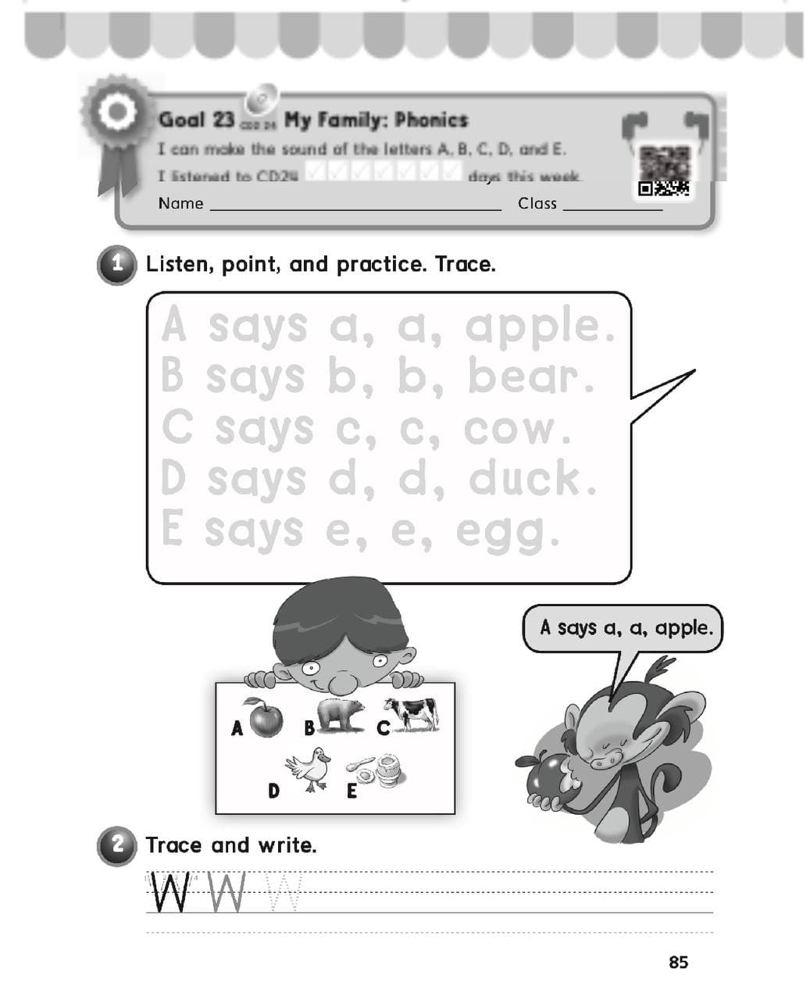 Goal 23 CD2 24 My Family: Phonics
I can make the sound of the letters A, B, C, D, and E.
I listened to CD24 days this week.
Name Class
1 Listen, point, and practice. Trace.
A says a, a, apple.
B says b, b, bear.
C says c, c, cow.
D says d, d, duck.
E says e, e, egg.
A says a, a, apple.
A B C
D E
2 Trace and write.
W W W
85